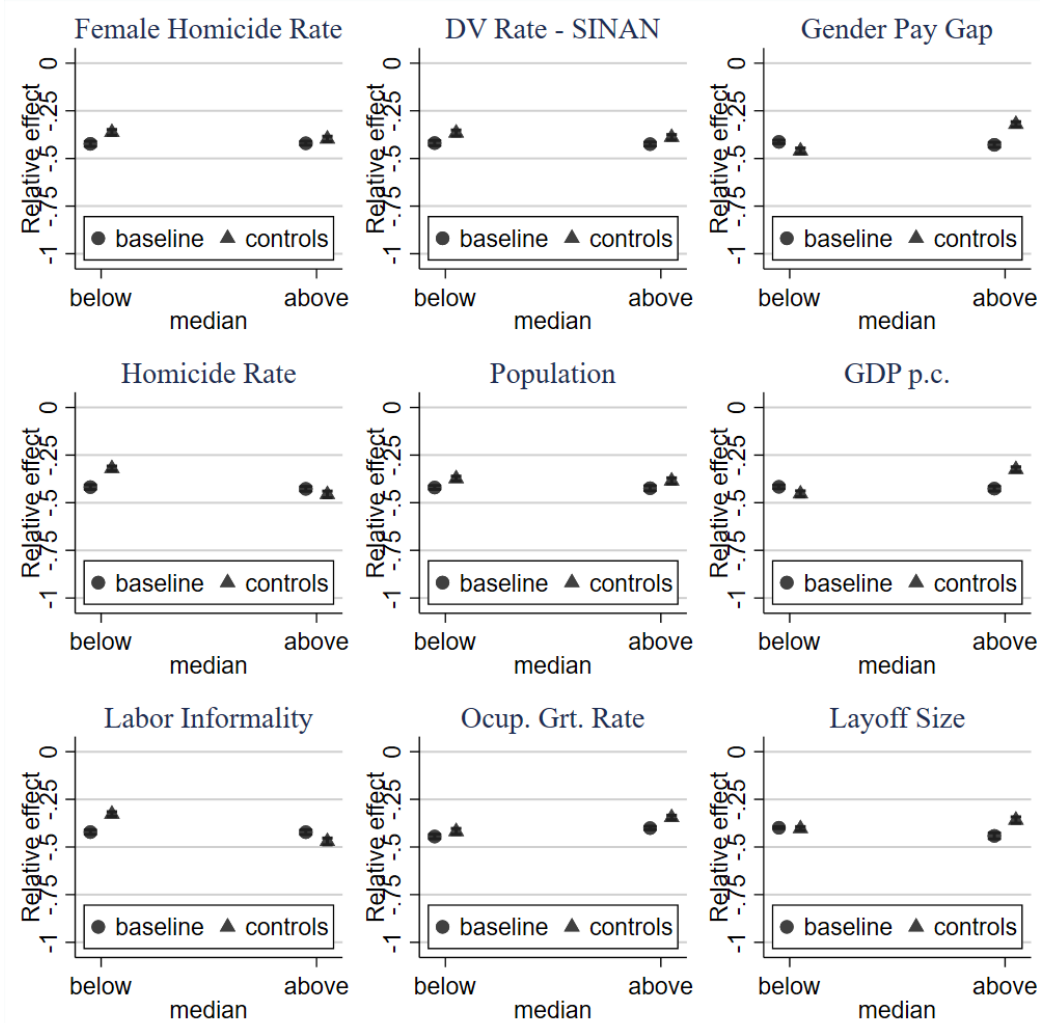 Female Homicide Rate
Relative effect
0
-.25
-.5
-.75
-1
baseline controls
below above
median
DV Rate - SINAN
Relative effect
0
-.25
-.5
-.75
-1
baseline controls
below above
median
Gender Pay Gap
Relative effect
0
-.25
-.5
-.75
-1
baseline controls
below above
median
Homicide Rate
Relative effect
0
-.25
-.5
-.75
-1
baseline controls
below above
median
Population
Relative effect
0
-.25
-.5
-.75
-1
baseline controls
below above
median
GDP p.c.
Relative effect
0
-.25
-.5
-.75
-1
baseline controls
below above
median
Labor Informality
Relative effect
0
-.25
-.5
-.75
-1
baseline controls
below above
median
Ocup. Grt. Rate
Relative effect
0
-.25
-.5
-.75
-1
baseline controls
below above
median
Layoff Size
Relative effect
0
-.25
-.5
-.75
-1
baseline controls
below above
median